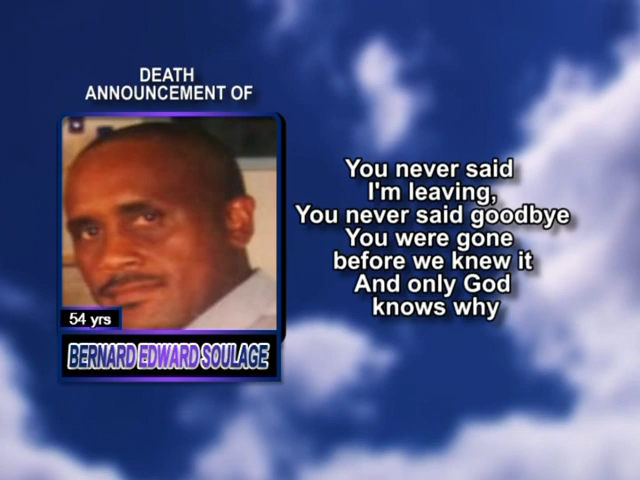 DEATH
ANNOUNCEMENT OF
54 yrs
BERNARD EDWARD SOULAGE
You never said
I'm leaving,
You never said goodbye
You were gone
before we knew it
And only God
knows why